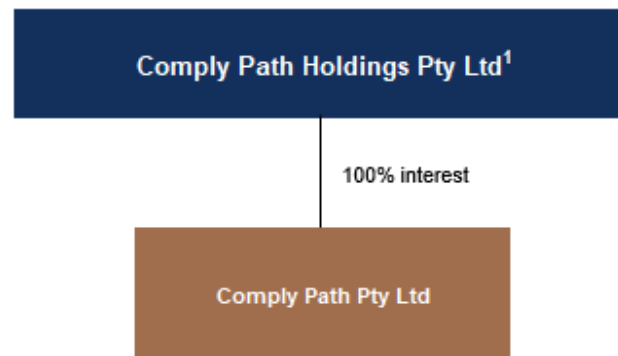 Comply Path Holdings Pty Ltd¹
100% interest
Comply Path Pty Ltd